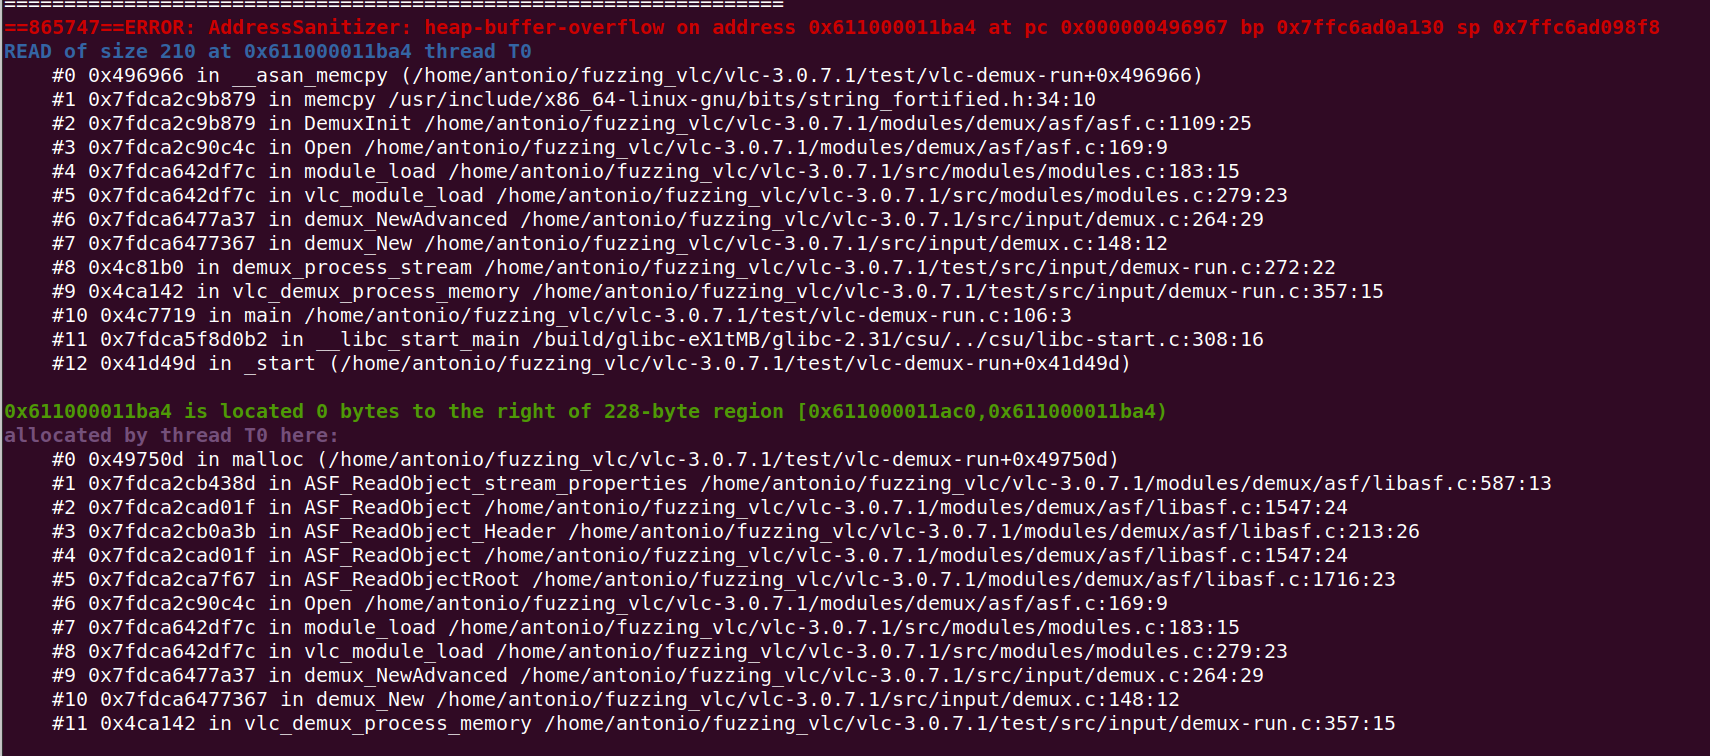 =================================================================
==865747==ERROR: AddressSanitizer: heap-buffer-overflow on address 0x611000011ba4 at pc 0x000000496967 bp 0x7ffc6ad0a130 sp 0x7ffc6ad098f8
READ of size 210 at 0x611000011ba4 thread T0
    #0 0x496966 in __asan_memcpy (/home/antonio/fuzzing_vlc/vlc-3.0.7.1/test/vlc-demux-run+0x496966)
    #1 0x7fdca2c9b879 in memcpy /usr/include/x86_64-linux-gnu/bits/string_fortified.h:34:10
    #2 0x7fdca2c9b879 in DemuxInit /home/antonio/fuzzing_vlc/vlc-3.0.7.1/modules/demux/asf/asf.c:1109:25
    #3 0x7fdca2c90c4c in Open /home/antonio/fuzzing_vlc/vlc-3.0.7.1/modules/demux/asf/asf.c:169:9
    #4 0x7fdca642df7c in module_load /home/antonio/fuzzing_vlc/vlc-3.0.7.1/src/modules/modules.c:183:15
    #5 0x7fdca642df7c in vlc_module_load /home/antonio/fuzzing_vlc/vlc-3.0.7.1/src/modules/modules.c:279:23
    #6 0x7fdca6477a37 in demux_NewAdvanced /home/antonio/fuzzing_vlc/vlc-3.0.7.1/src/input/demux.c:264:29
    #7 0x7fdca6477367 in demux_New /home/antonio/fuzzing_vlc/vlc-3.0.7.1/src/input/demux.c:148:12
    #8 0x4c81b0 in demux_process_stream /home/antonio/fuzzing_vlc/vlc-3.0.7.1/test/src/input/demux-run.c:272:22
    #9 0x4ca142 in vlc_demux_process_memory /home/antonio/fuzzing_vlc/vlc-3.0.7.1/test/src/input/demux-run.c:357:15
    #10 0x4c7719 in main /home/antonio/fuzzing_vlc/vlc-3.0.7.1/test/vlc-demux-run.c:106:3
    #11 0x7fdca5f8d0b2 in __libc_start_main /build/glibc-eX1tMB/glibc-2.31/csu/../csu/libc-start.c:308:16
    #12 0x41d49d in _start (/home/antonio/fuzzing_vlc/vlc-3.0.7.1/test/vlc-demux-run+0x41d49d)

0x611000011ba4 is located 0 bytes to the right of 228-byte region [0x611000011ac0,0x611000011ba4)
allocated by thread T0 here:
    #0 0x49750d in malloc (/home/antonio/fuzzing_vlc/vlc-3.0.7.1/test/vlc-demux-run+0x49750d)
    #1 0x7fdca2cb438d in ASF_ReadObject_stream_properties /home/antonio/fuzzing_vlc/vlc-3.0.7.1/modules/demux/asf/libasf.c:587:13
    #2 0x7fdca2cad01f in ASF_ReadObject /home/antonio/fuzzing_vlc/vlc-3.0.7.1/modules/demux/asf/libasf.c:1547:24
    #3 0x7fdca2cb0a3b in ASF_ReadObject_Header /home/antonio/fuzzing_vlc/vlc-3.0.7.1/modules/demux/asf/libasf.c:213:26
    #4 0x7fdca2cad01f in ASF_ReadObject /home/antonio/fuzzing_vlc/vlc-3.0.7.1/modules/demux/asf/libasf.c:1547:24
    #5 0x7fdca2ca7f67 in ASF_ReadObjectRoot /home/antonio/fuzzing_vlc/vlc-3.0.7.1/modules/demux/asf/libasf.c:1716:23
    #6 0x7fdca2c90c4c in Open /home/antonio/fuzzing_vlc/vlc-3.0.7.1/modules/demux/asf/asf.c:169:9
    #7 0x7fdca642df7c in module_load /home/antonio/fuzzing_vlc/vlc-3.0.7.1/src/modules/modules.c:183:15
    #8 0x7fdca642df7c in vlc_module_load /home/antonio/fuzzing_vlc/vlc-3.0.7.1/src/modules/modules.c:279:23
    #9 0x7fdca6477a37 in demux_NewAdvanced /home/antonio/fuzzing_vlc/vlc-3.0.7.1/src/input/demux.c:264:29
    #10 0x7fdca6477367 in demux_New /home/antonio/fuzzing_vlc/vlc-3.0.7.1/src/input/demux.c:148:12
    #11 0x4ca142 in vlc_demux_process_memory /home/antonio/fuzzing_vlc/vlc-3.0.7.1/test/src/input/demux-run.c:357:15